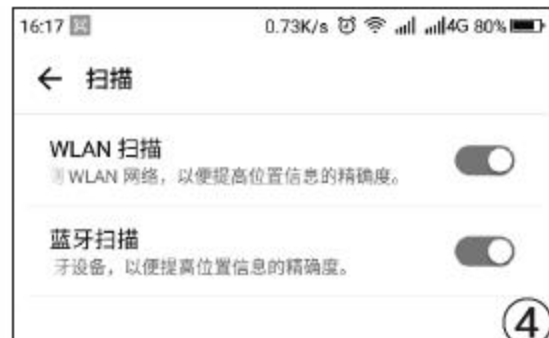 16:17 0.73K/s 4G 80%
← 扫描
WLAN 扫描
WLAN 网络，以便提高位置信息的精确度。
蓝牙扫描
牙设备，以便提高位置信息的精确度。
④